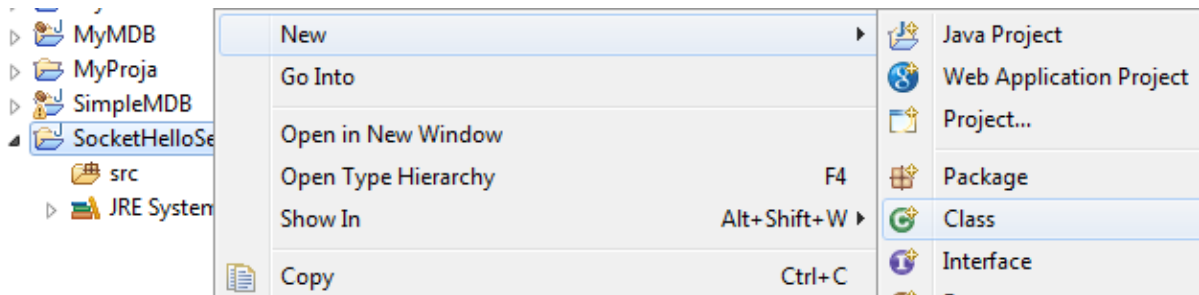 MyMDB
MyProja
SimpleMDB
SocketHelloSe
src
JRE System
New
Go Into
Open in New Window
Open Type Hierarchy F4
Show In Alt+Shift+W
Copy Ctrl+C
Java Project
Web Application Project
Project...
Package
Class
Interface